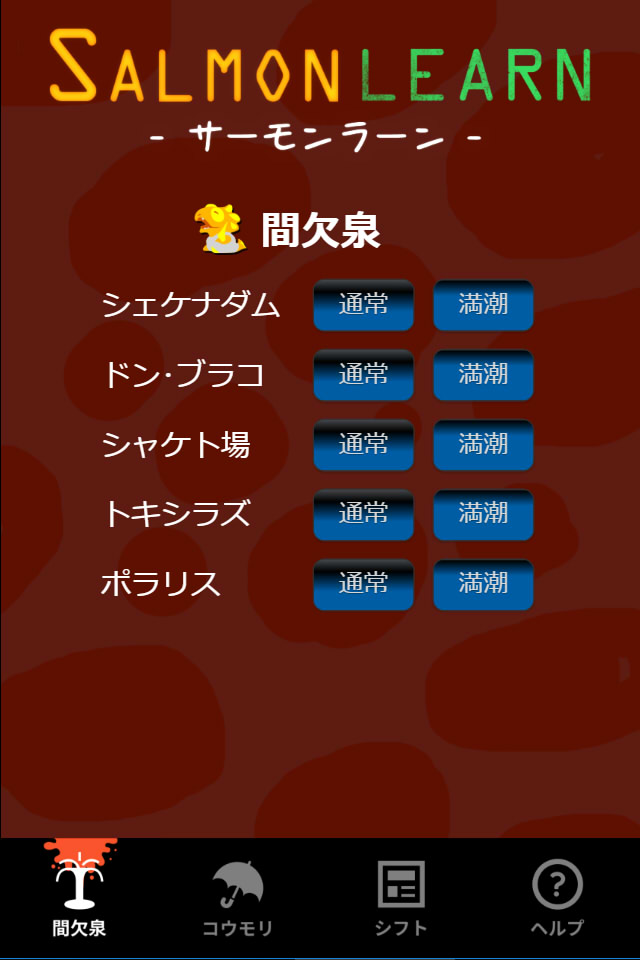 SALMON LEARN
- サーモンラーン -
間欠泉
シェケナダム 通常 満潮
ドン・ブラコ 通常 満潮
シャケト場 通常 満潮
トキシラズ 通常 満潮
ポラリス 通常 満潮
間欠泉 コウモリ シフト ヘルプ